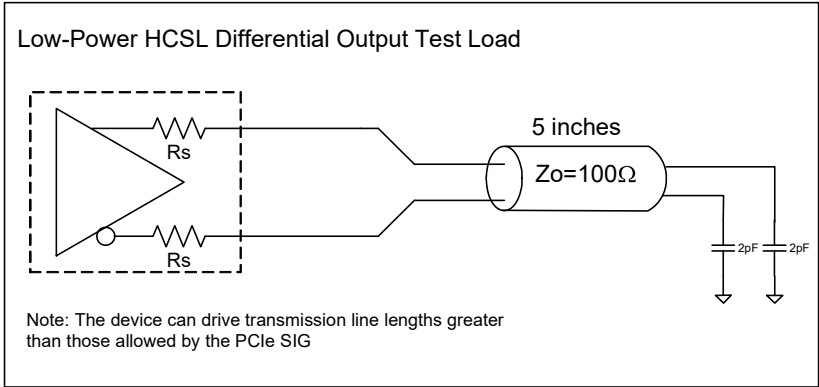 Low-Power HCSL Differential Output Test Load
Rs
Rs
5 inches
Zo=100Ω
2pF
2pF
Note: The device can drive transmission line lengths greater
than those allowed by the PCIe SIG